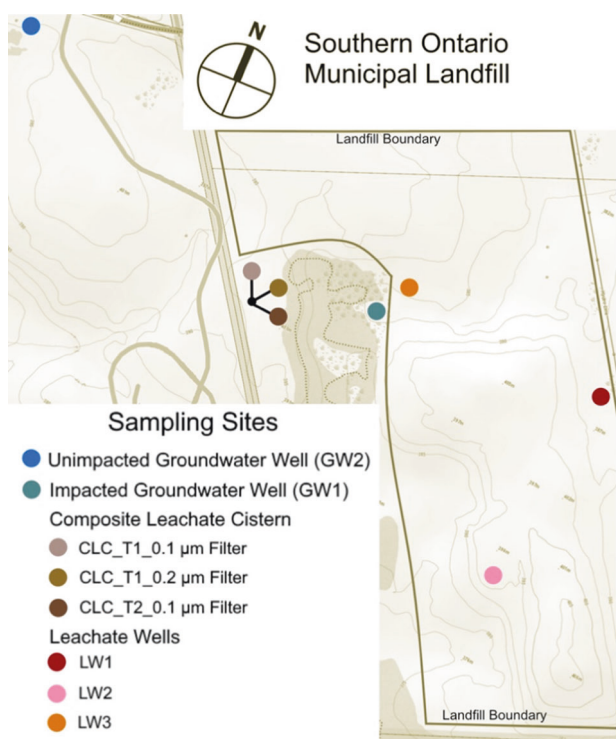 N
Southern Ontario
Municipal Landfill
Landfill Boundary
Sampling Sites
Unimpacted Groundwater Well (GW2)
Impacted Groundwater Well (GW1)
Composite Leachate Cistern
CLC_T1_0.1 µm Filter
CLC_T1_0.2 µm Filter
CLC_T2_0.1 µm Filter
Leachate Wells
LW1
LW2
LW3
Landfill Boundary